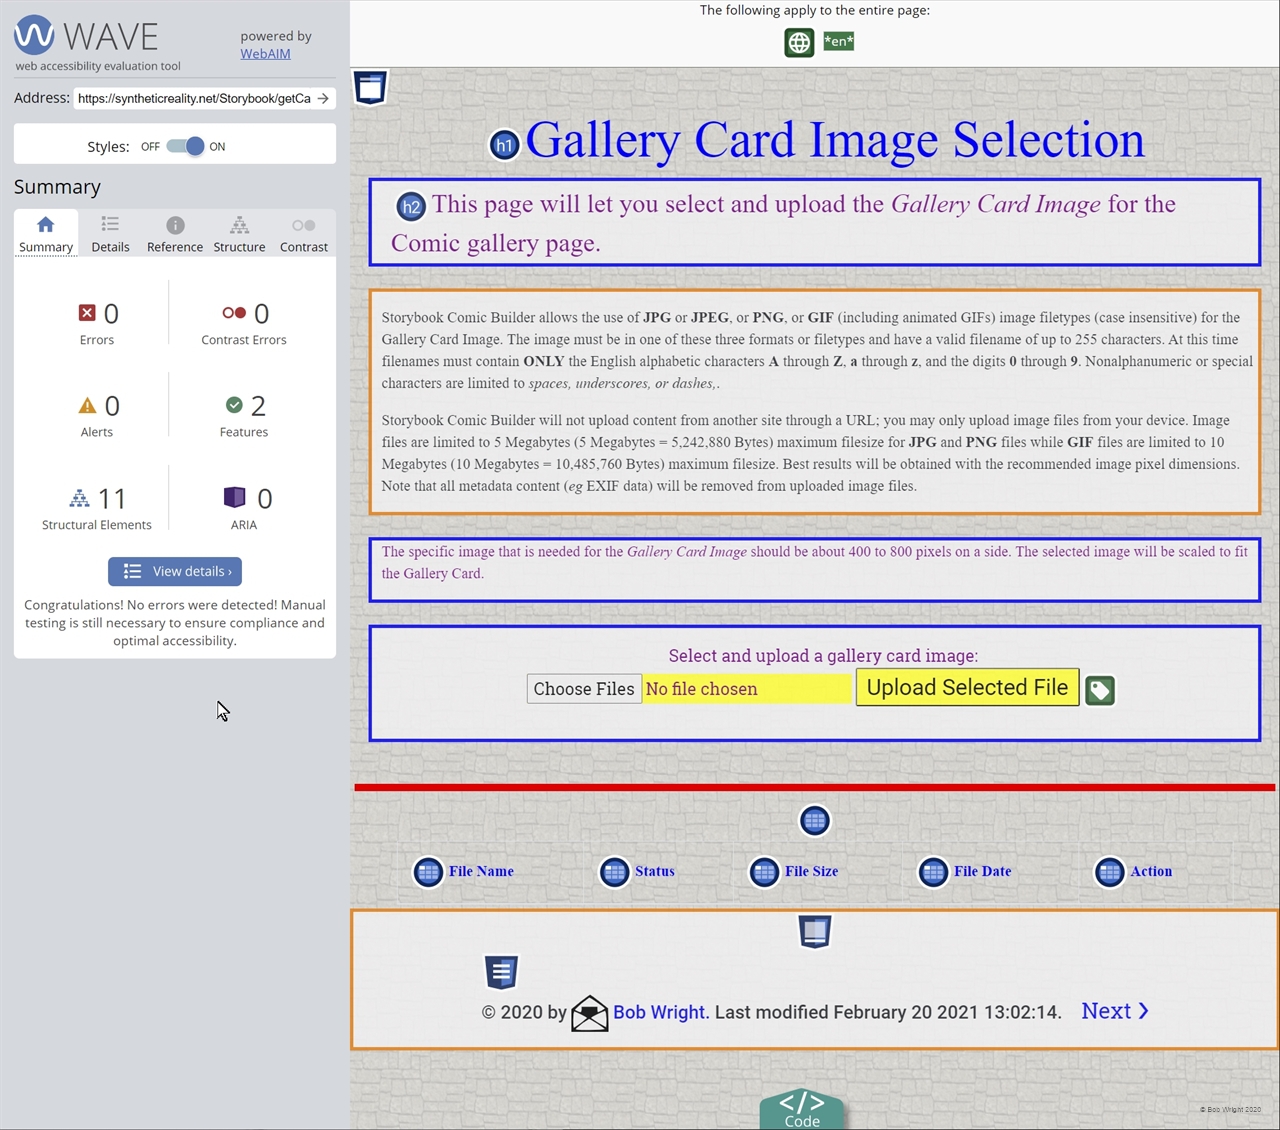 WAVE
powered by
WebAIM
web accessibility evaluation tool
Address: https://syntheticreality.net/Storybook/getCa
Styles: OFF ON
Summary
Summary Details Reference Structure Contrast
0 0
Errors Contrast Errors
0 2
Alerts Features
11 0
Structural Elements ARIA
View details ›
Congratulations! No errors were detected! Manual
testing is still necessary to ensure compliance and
optimal accessibility.
The following apply to the entire page:
*en*
h1 Gallery Card Image Selection
h2 This page will let you select and upload the Gallery Card Image for the
Comic gallery page.
Storybook Comic Builder allows the use of JPG or JPEG, or PNG, or GIF (including animated GIFs) image filetypes (case insensitive) for the
Gallery Card Image. The image must be in one of these three formats or filetypes and have a valid filename of up to 255 characters. At this time
filenames must contain ONLY the English alphabetic characters A through Z, a through z, and the digits 0 through 9. Nonalphanumeric or special
characters are limited to spaces, underscores, or dashes,.
Storybook Comic Builder will not upload content from another site through a URL; you may only upload image files from your device. Image
files are limited to 5 Megabytes (5 Megabytes = 5,242,880 Bytes) maximum filesize for JPG and PNG files while GIF files are limited to 10
Megabytes (10 Megabytes = 10,485,760 Bytes) maximum filesize. Best results will be obtained with the recommended image pixel dimensions.
Note that all metadata content (eg EXIF data) will be removed from uploaded image files.
The specific image that is needed for the Gallery Card Image should be about 400 to 800 pixels on a side. The selected image will be scaled to fit
the Gallery Card.
Select and upload a gallery card image:
Choose Files No file chosen Upload Selected File
File Name Status File Size File Date Action
© 2020 by Bob Wright. Last modified February 20 2021 13:02:14. Next ❯
</> 
Code
© Bob Wright 2020